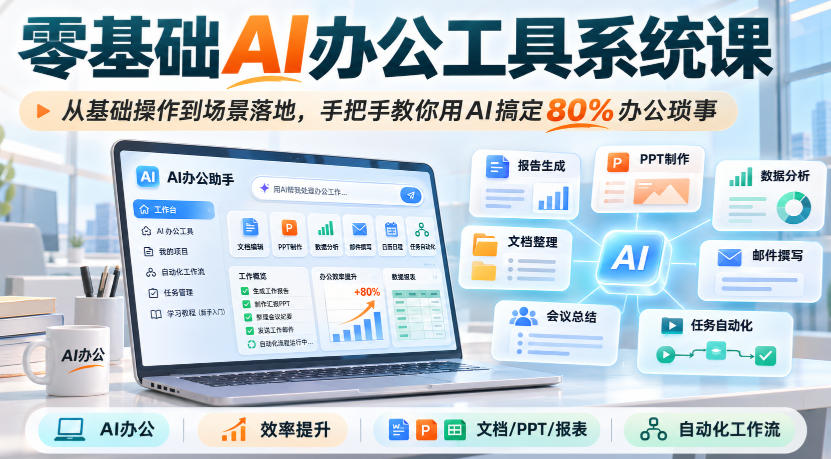 零基础AI办公工具系统课
从基础操作到场景落地，手把手教你用AI搞定80%办公琐事
AI AI办公助手
用AI帮我处理办公工作...
工作台
AI 办公工具
我的项目
自动化工作流
任务管理
学习教程 (新手入门)
文档编辑 PPT制作 数据分析 邮件撰写 日历日程 任务自动化
P
工作概览
生成工作报告
制作汇报PPT
整理会议纪要
发送工作邮件
自动化流程运行中...
办公效率提升
+80%
数据报表
AI办公
报告生成
P PPT制作
数据分析
文档整理
AI
邮件撰写
会议总结
任务自动化
AI办公
效率提升
W P 文档/PPT/报表
自动化工作流